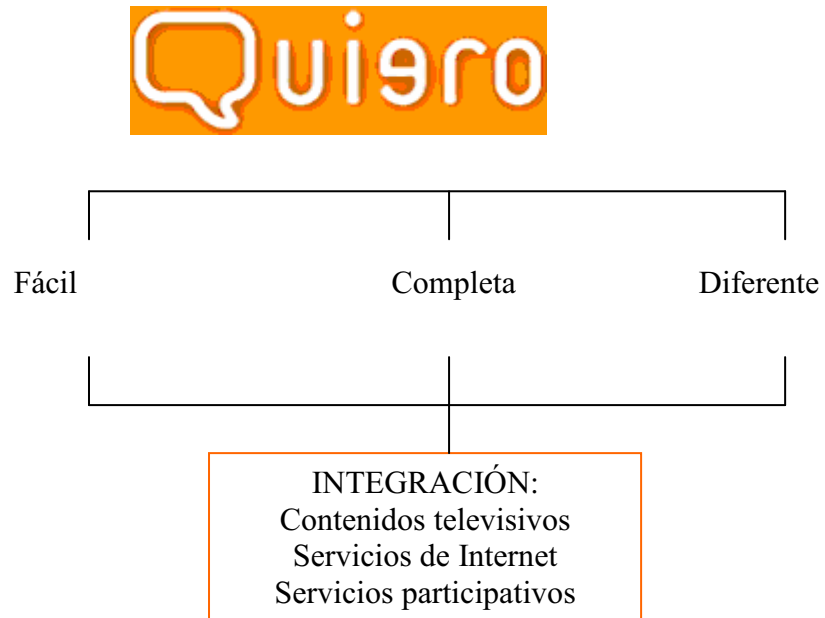 Quiero
Fácil Completa Diferente
INTEGRACIÓN:
Contenidos televisivos
Servicios de Internet
Servicios participativos